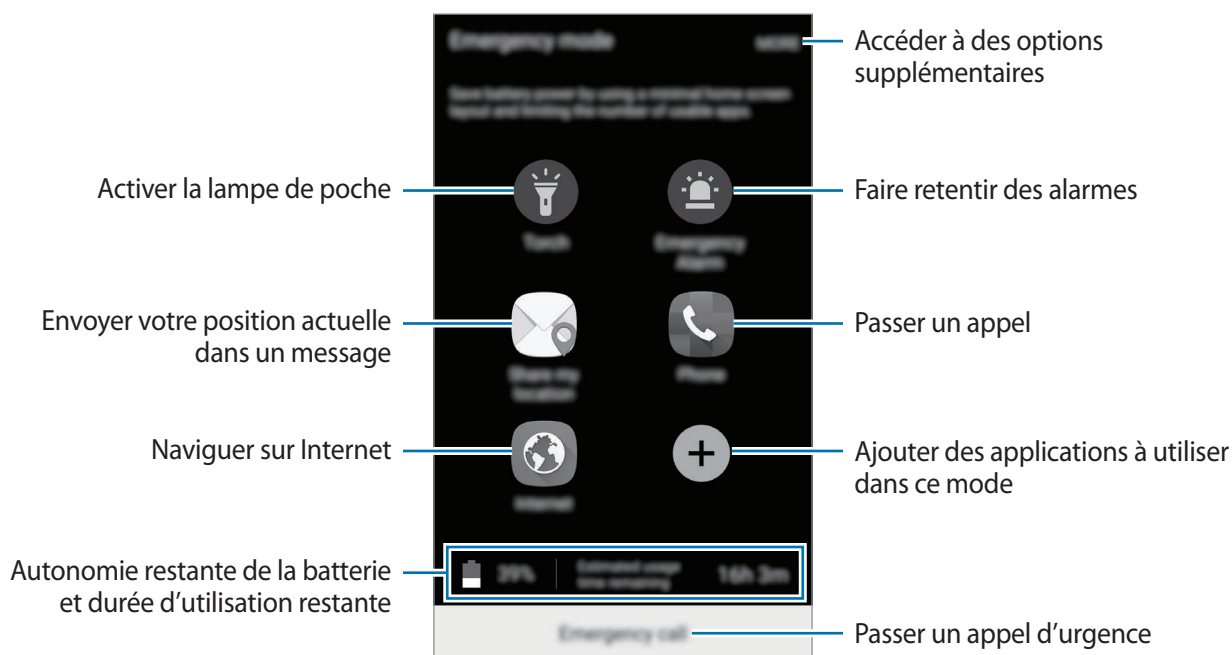 Emergency mode
MORE
Accéder à des options
supplémentaires
Save battery power by using a minimal home screen
layout and limiting the number of usable apps.
Activer la lampe de poche
Faire retentir des alarmes
Torch
Emergency
Alarm
Envoyer votre position actuelle
dans un message
Passer un appel
Share my
location
Phone
Naviguer sur Internet
Ajouter des applications à utiliser
dans ce mode
Internet
Autonomie restante de la batterie
et durée d’utilisation restante
39%
Estimated usage
time remaining
16h 3m
Emergency call
Passer un appel d’urgence